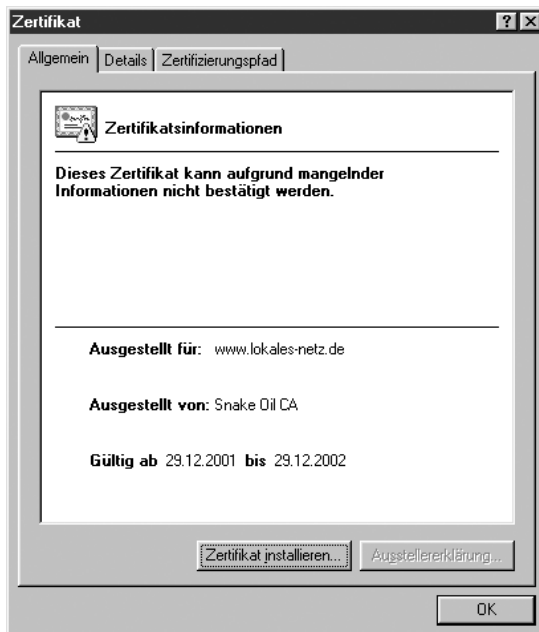 Zertifikat
Allgemein Details Zertifizierungspfad
Zertifikatsinformationen
Dieses Zertifikat kann aufgrund mangelnder
Informationen nicht bestätigt werden.
Ausgestellt für: www.lokales-netz.de
Ausgestellt von: Snake Oil CA
Gültig ab 29.12.2001 bis 29.12.2002
Zertifikat installieren... Ausstellererklärung...
OK